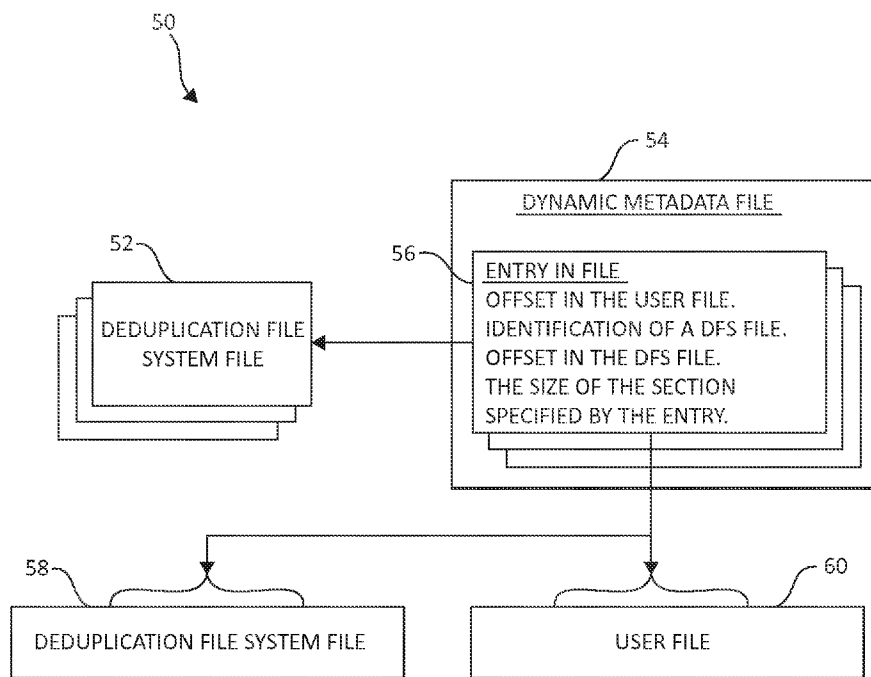 50
54
DYNAMIC METADATA FILE
52
56
ENTRY IN FILE
OFFSET IN THE USER FILE.
IDENTIFICATION OF A DFS FILE.
OFFSET IN THE DFS FILE.
THE SIZE OF THE SECTION
SPECIFIED BY THE ENTRY.
DEDUPLICATION FILE
SYSTEM FILE
58
60
DEDUPLICATION FILE SYSTEM FILE
USER FILE